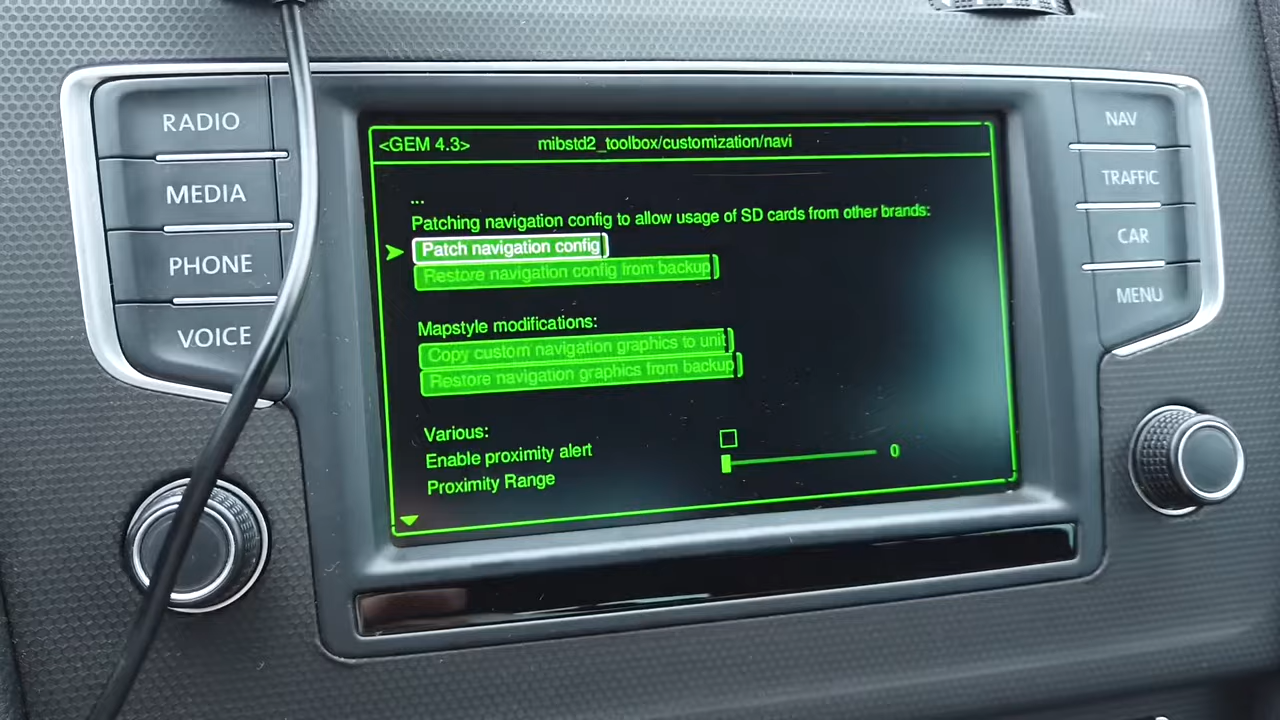 RADIO
MEDIA
PHONE
VOICE
<GEM 4.3> mibstd2_toolbox/customization/navi
...
Patching navigation config to allow usage of SD cards from other brands:
Patch navigation config
Restore navigation config from backup
Mapstyle modifications:
Copy custom navigation graphics to unit
Restore navigation graphics from backup
Various:
Enable proximity alert
Proximity Range 0
NAV
TRAFFIC
CAR
MENU